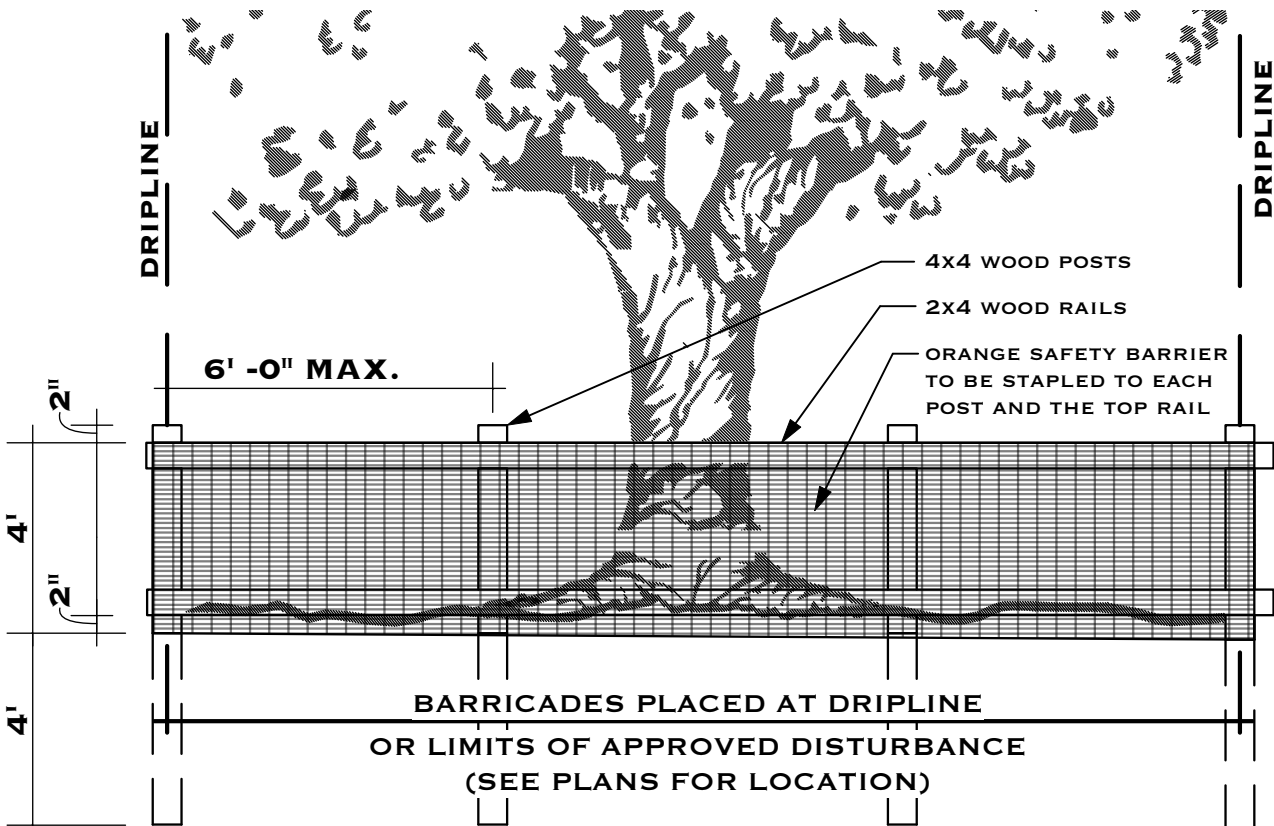 DRIPLINE
DRIPLINE
4x4 WOOD POSTS
2x4 WOOD RAILS
6' -0" MAX.
ORANGE SAFETY BARRIER
TO BE STAPLED TO EACH
POST AND THE TOP RAIL
2"
4'
2"
4'
BARRICADES PLACED AT DRIPLINE
OR LIMITS OF APPROVED DISTURBANCE
(SEE PLANS FOR LOCATION)